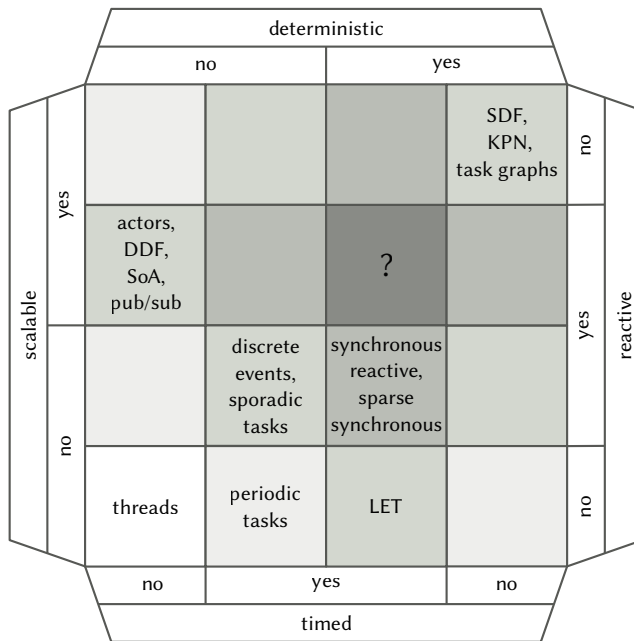 deterministic
no
yes
SDF,
KPN,
task graphs
no
yes
actors,
DDF,
SoA,
pub/sub
?
yes
scalable
reactive
discrete
events,
sporadic
tasks
synchronous
reactive,
sparse
synchronous
no
threads
periodic
tasks
LET
no
no
yes
no
timed